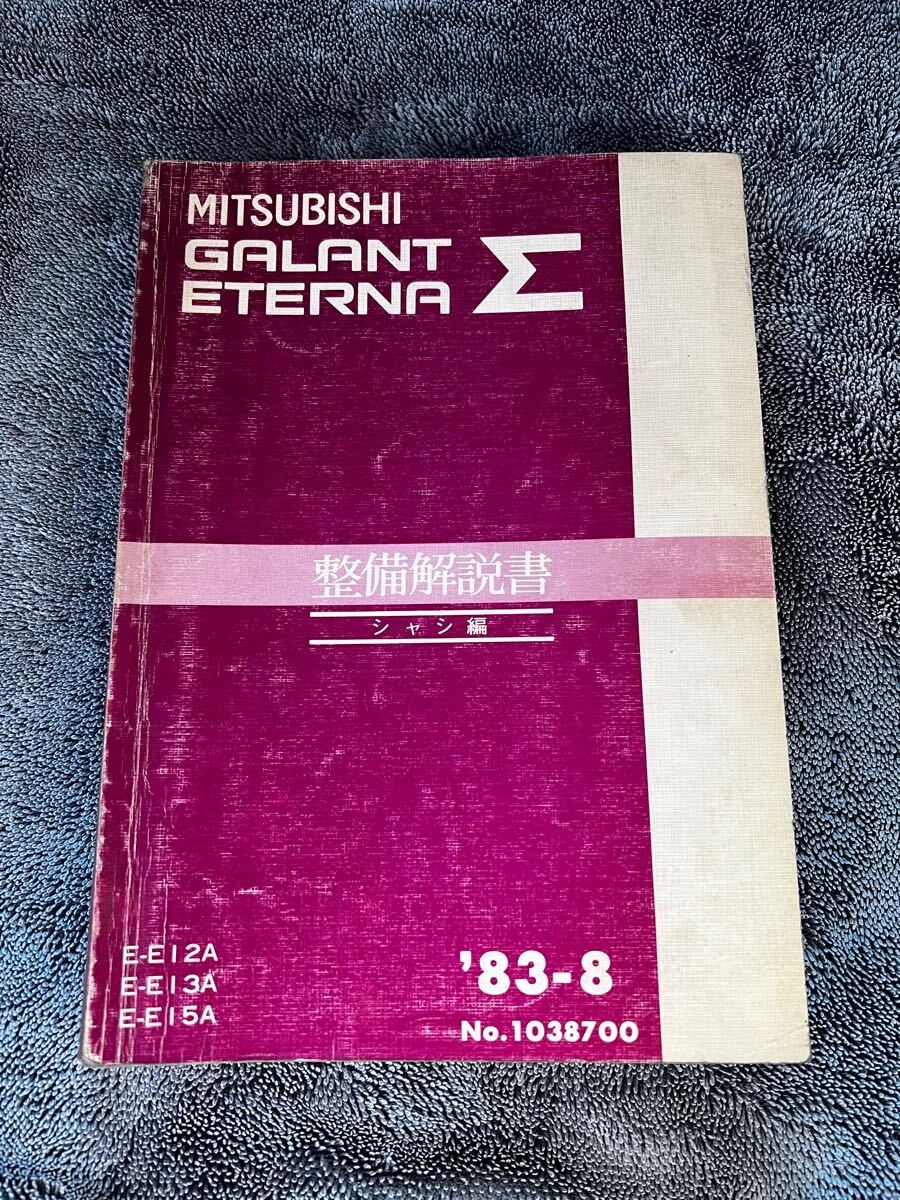 MITSUBISHI
GALANT
ETERNA Σ
整備解説書
シャシ編
E-E12A
E-E13A
E-E15A
'83-8
No.1038700